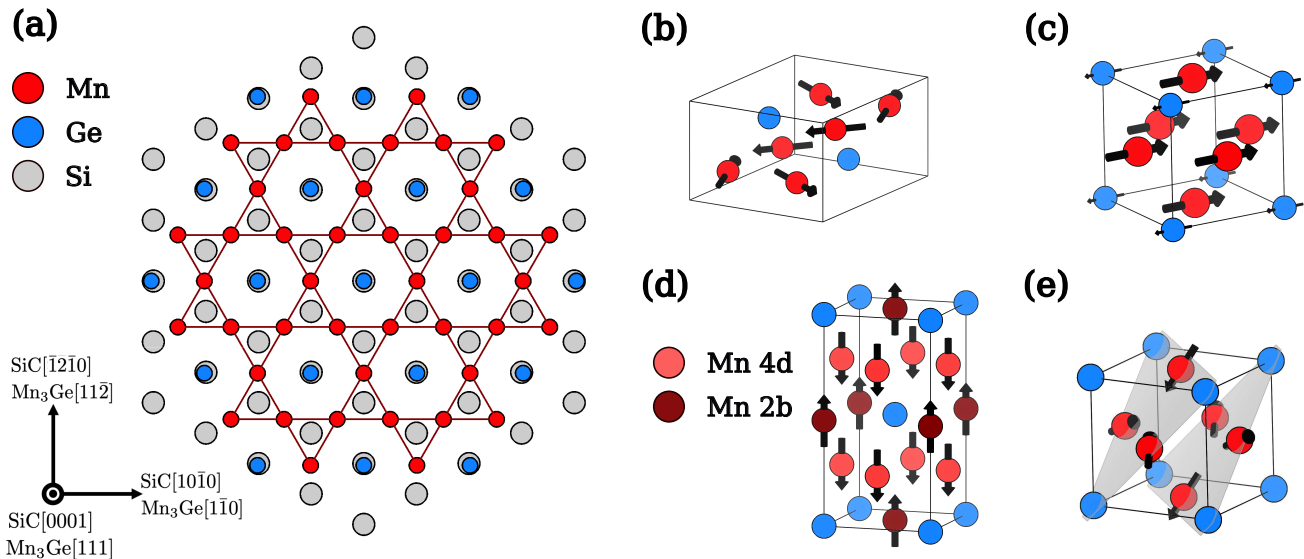 (a)
Mn
Ge
Si
SiC[1̄21̄0]
Mn₃Ge[112̄]
SiC[101̄0]
Mn₃Ge[11̄0]
SiC[0001]
Mn₃Ge[111]
(b)
(c)
(d)
Mn 4d
Mn 2b
(e)